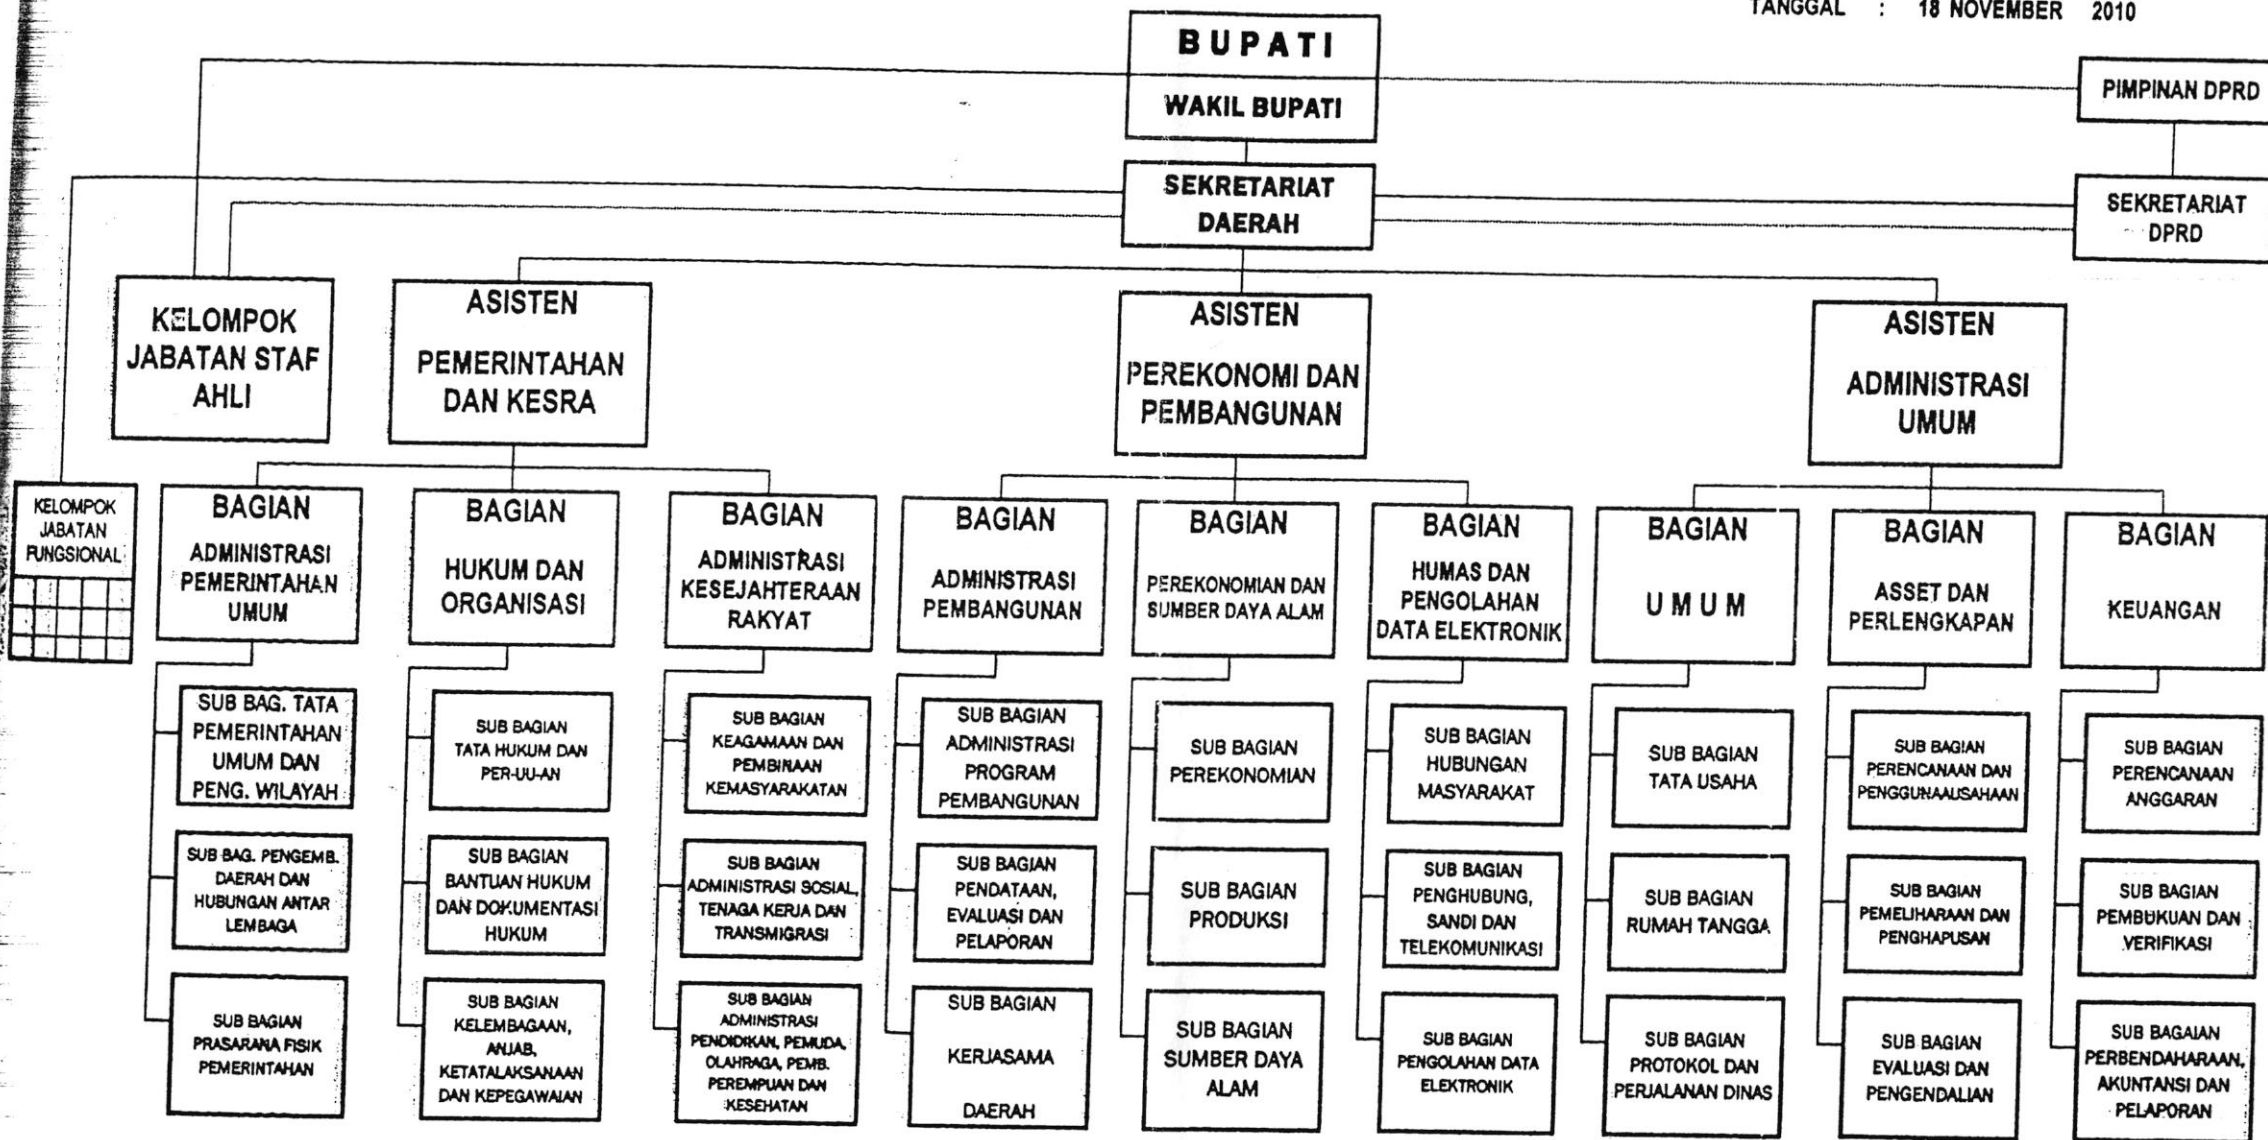 TANGGAL : 18 NOVEMBER 2010
BUPATI
WAKIL BUPATI
PIMPINAN DPRD
SEKRETARIAT
DAERAH
SEKRETARIAT
DPRD
KELOMPOK
JABATAN STAF
AHLI
ASISTEN
PEMERINTAHAN
DAN KESRA
ASISTEN
PEREKONOMI DAN
PEMBANGUNAN
ASISTEN
ADMINISTRASI
UMUM
KELOMPOK
JABATAN
FUNGSIONAL
BAGIAN
ADMINISTRASI
PEMERINTAHAN
UMUM
BAGIAN
HUKUM DAN
ORGANISASI
BAGIAN
ADMINISTRASI
KESEJAHTERAAN
RAKYAT
BAGIAN
ADMINISTRASI
PEMBANGUNAN
BAGIAN
PEREKONOMIAN DAN
SUMBER DAYA ALAM
BAGIAN
HUMAS DAN
PENGOLAHAN
DATA ELEKTRONIK
BAGIAN
UMUM
BAGIAN
ASSET DAN
PERLENGKAPAN
BAGIAN
KEUANGAN
SUB BAG. TATA
PEMERINTAHAN
UMUM DAN
PENG. WILAYAH
SUB BAGIAN
TATA HUKUM DAN
PER-UU-AN
SUB BAGIAN
KEAGAMAAN DAN
PEMBINAAN
KEMASYARAKATAN
SUB BAGIAN
ADMINISTRASI
PROGRAM
PEMBANGUNAN
SUB BAGIAN
PEREKONOMIAN
SUB BAGIAN
HUBUNGAN
MASYARAKAT
SUB BAGIAN
TATA USAHA
SUB BAGIAN
PERENCANAAN DAN
PENGGUNAAUSAHAAN
SUB BAGIAN
PERENCANAAN
ANGGARAN
SUB BAG. PENGEMB.
DAERAH DAN
HUBUNGAN ANTAR
LEMBAGA
SUB BAGIAN
BANTUAN HUKUM
DAN DOKUMENTASI
HUKUM
SUB BAGIAN
ADMINISTRASI SOSIAL,
TENAGA KERJA DAN
TRANSMIGRASI
SUB BAGIAN
PENDATAAN,
EVALUASI DAN
PELAPORAN
SUB BAGIAN
PRODUKSI
SUB BAGIAN
PENGHUBUNG,
SANDI DAN
TELEKOMUNIKASI
SUB BAGIAN
RUMAH TANGGA
SUB BAGIAN
PEMELIHARAAN DAN
PENGHAPUSAN
SUB BAGIAN
PEMBUKUAN DAN
VERIFIKASI
SUB BAGIAN
PRASARANA FISIK
PEMERINTAHAN
SUB BAGIAN
KELEMBAGAAN,
ANJAB,
KETATALAKSANAAN
DAN KEPEGAWAIAN
SUB BAGIAN
ADMINISTRASI
PENDIDIKAN, PEMUDA,
OLAHRAGA, PEMB.
PEREMPUAN DAN
KESEHATAN
SUB BAGIAN
KERJASAMA
DAERAH
SUB BAGIAN
SUMBER DAYA
ALAM
SUB BAGIAN
PENGOLAHAN DATA
ELEKTRONIK
SUB BAGIAN
PROTOKOL DAN
PERJALANAN DINAS
SUB BAGIAN
EVALUASI DAN
PENGENDALIAN
SUB BAGAIAN
PERBENDAHARAAN,
AKUNTANSI DAN
PELAPORAN